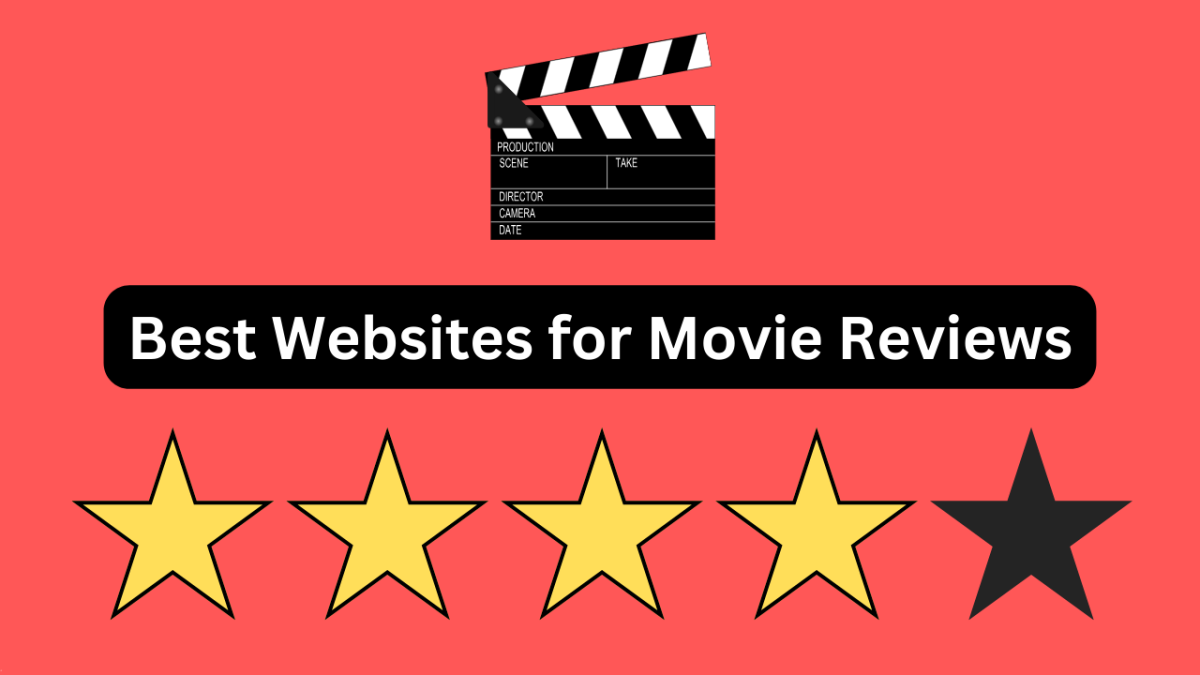 PRODUCTION
SCENE TAKE
DIRECTOR
CAMERA
DATE
Best Websites for Movie Reviews